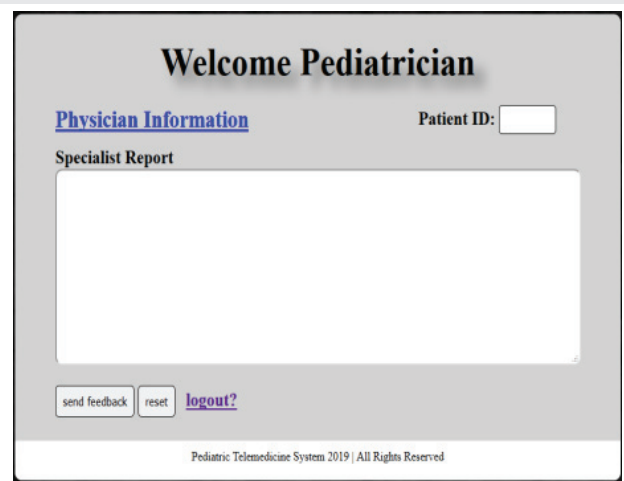 Welcome Pediatrician
Physician Information Patient ID:
Specialist Report
send feedback reset logout?
Pediatric Telemedicine System 2019 | All Rights Reserved